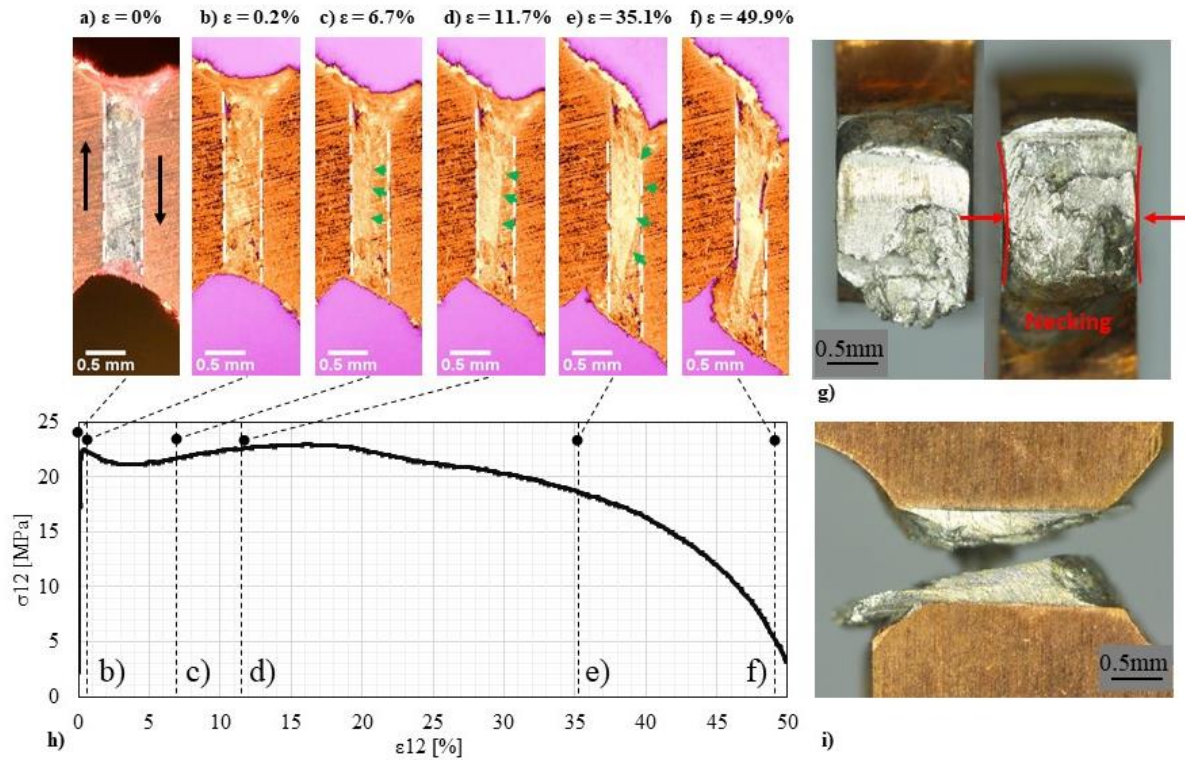 a) ε = 0%
b) ε = 0.2%
c) ε = 6.7%
d) ε = 11.7%
e) ε = 35.1%
f) ε = 49.9%
0.5 mm
0.5 mm
0.5 mm
0.5 mm
0.5 mm
0.5 mm
Necking
0.5mm
g)
25
20
15
10
5
0
σ12 [MPa]
b)
c)
d)
e)
f)
0
5
10
15
20
25
30
35
40
45
50
h)
ε12 [%]
0.5mm
i)